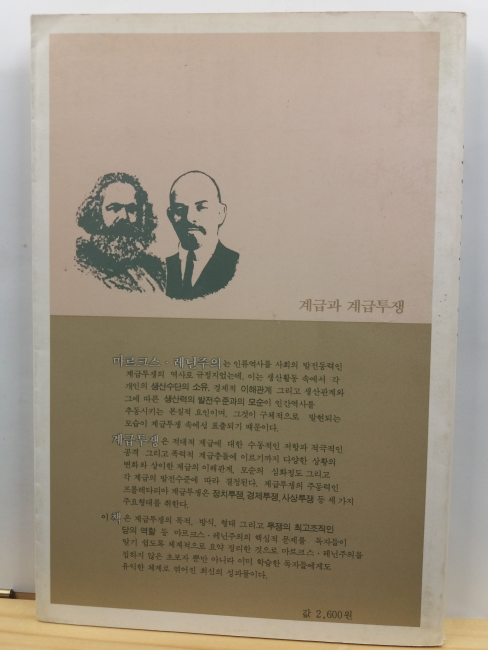 계급과 계급투쟁
마르크스·레닌주의는 인류역사를 사회의 발전동력인
계급투쟁의 역사로 규정지었는데, 이는 생산활동 속에서 각
개인의 생산수단의 소유, 경제적 이해관계 그리고 생산관계와
그에 따른 생산력의 발전수준과의 모순이 인간역사를
추동시키는 본질적 요인이며, 그것이 구체적으로 발현되는
모습이 계급투쟁 속에서 표출되기 때문이다.
계급투쟁은 적대적 계급에 대한 수동적인 저항과 적극적인
공격 그리고 폭력적 계급충돌에 이르기까지 다양한 상황의
변화와 상이한 계급의 이해관계, 모순의 심화정도 그리고
각 계급의 발전수준에 따라 결정된다. 계급투쟁의 주동력인
프롤레타리아 계급투쟁은 정치투쟁, 경제투쟁, 사상투쟁 등 세 가지
주요형태를 취한다.
이 책은 계급투쟁의 목적, 방식, 형태 그리고 투쟁의 최고조직인
당의 역할 등 마르크스·레닌주의의 핵심적 문제를 독자들이
알기 쉽도록 체계적으로 요약 정리한 것으로 마르크스·레닌주의를
접하지 않은 초보자 뿐만 아니라 이미 학습한 독자들에게도
유익한 체계로 엮어진 최신의 성과물이다.
값 2,600원